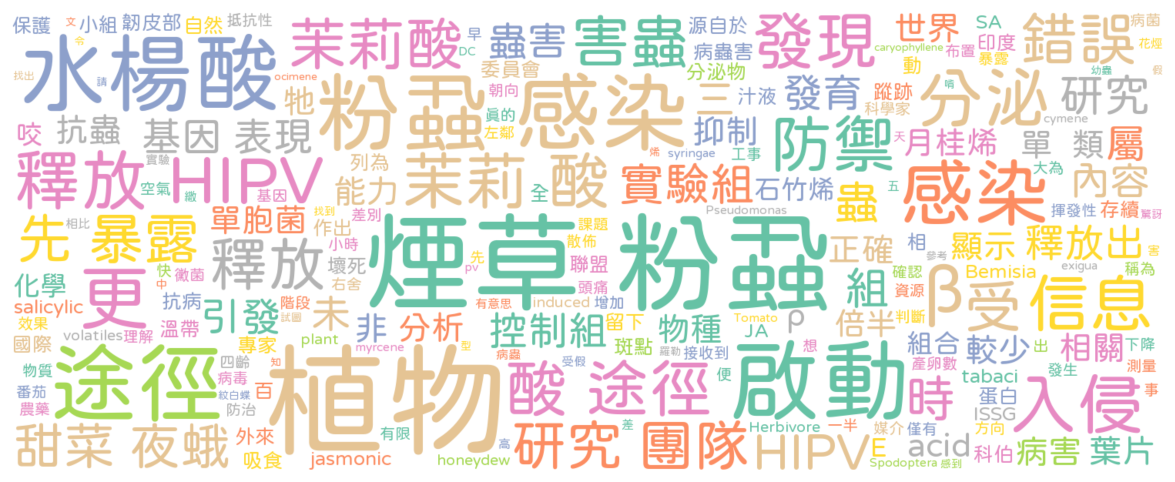 保護 文 小組 韌皮部 自然 抵抗性
水楊酸 茉莉酸 DC 早 蟲害 害蟲 源自於 發現 世界 SA 錯誤 病菌
找出 令 請 ocimene 委員會 病蟲害 caryophyllene 動 印度 布置 暴露 花煙
粉蝨 感染 牠 朝向 分泌物 三 汁液 發育 科學家 蹤跡 幼蟲 啃 假 分泌 研究
咬 抗蟲 基因 表現 真的 左鄰 抑制 防禦 天 月桂烯 cymene 單 類 屬
釋放 HIPV 實驗 空氣 繳 基因 列為 能力 茉莉 酸 全 烯 syringae 工事 實驗組 石竹烯 蟲 五 感染 大為 內容
先 暴露 相比 單胞菌 找到 作出 差別 煙草 粉蝨 課題 散佈 Pseudomonas 正確 相 揮發性 存續 驚訝
化學 更 快 中 黴菌 釋放 小時 壞死 右舍 先 pv 聯盟 頭痛 組 顯示 釋放出 參考 害
salicylic 抗病 引發 階段 試圖 未 有意思 induced 增加 確認 資源 稱為 Bemisia exigua β 受 信息
效果 volatiles 理解 溫帶 非 分析 控制組 留下 物種 ρ 倍半 判斷
國際 專家 plant myrcene 型 斑點 Tomato JA 想 組合 較少 出 相關 下降
物質 途徑 四齡 知 植物 病蟲 羅勒 受假 接收到 啟動 產卵數 發生 測量
番茄 病毒 百 紋白蝶 酸 途徑 便 時 tabaci 蛋白 入侵 事
農藥 防治 有限 差 Herbivore 一半 媒介 僅有 ISSG 方向
甜菜 夜蛾 外來 吸食 jasmonic 高 honeydew 研究 團隊 HIPV E Spodoptera acid 感到 科伯 病害 葉片